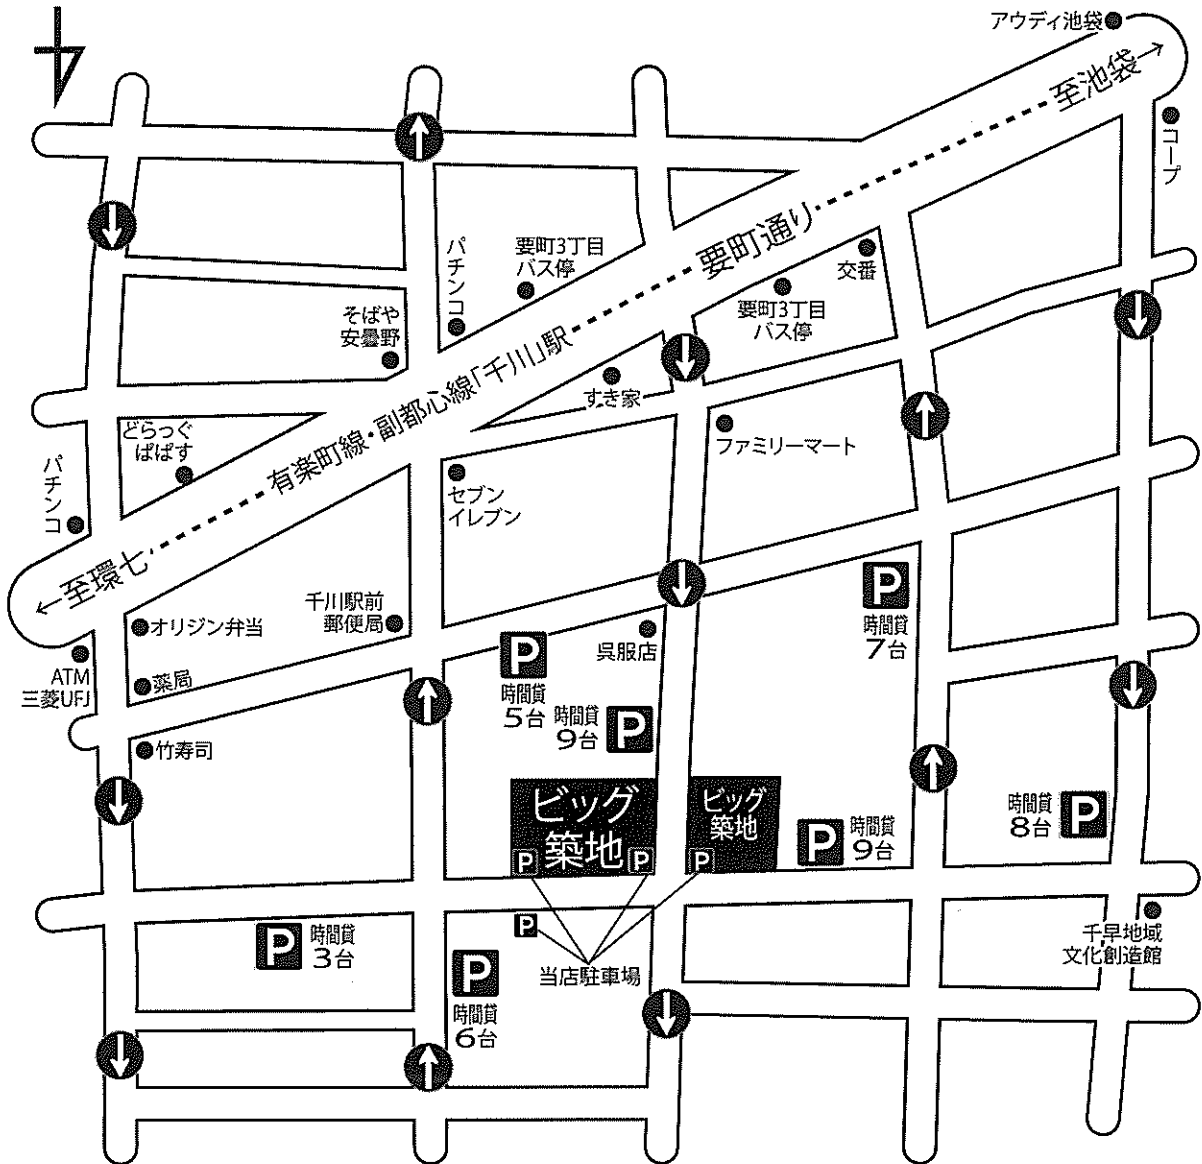 アウディ池袋
至池袋→
コープ
要町通り
交番
要町3丁目
バス停
パチンコ
要町3丁目
バス停
そばや
安曇野
有楽町線・副都心線「千川」駅
すき家
ファミリーマート
どらっぐ
ぱぱす
パチンコ
セブン
イレブン
←至環七
オリジン弁当
千川駅前
郵便局
ATM
三菱UFJ
薬局
竹寿司
呉服店
P
時間貸
5台
時間貸
9台
P
P
時間貸
7台
ビッグ
築地
P
P
ビッグ
築地
P
P
時間貸
9台
時間貸
8台
P
P
時間貸
3台
P
時間貸
6台
P
当店駐車場
千早地域
文化創造館